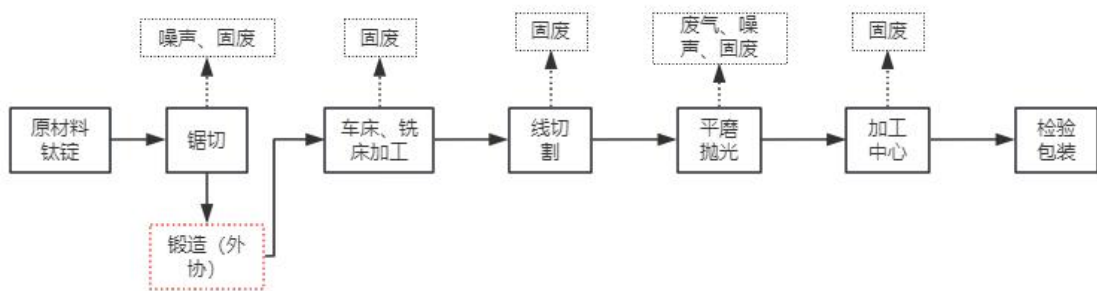 噪声、固废
固废
固废
废气、噪
声、固废
固废
原材料
钛锭
锯切
车床、铣
床加工
线切
割
平磨
抛光
加工
中心
检验
包装
锻造（外
协）